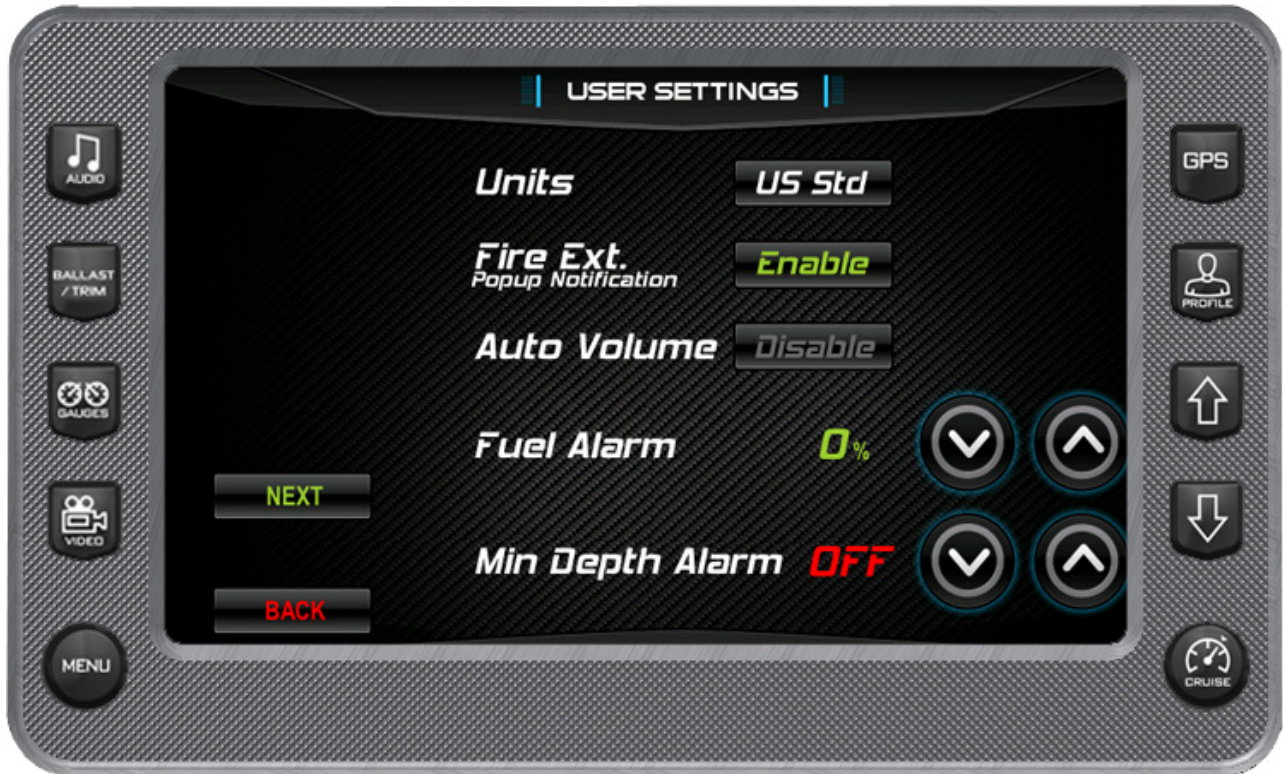 USER SETTINGS
AUDIO
BALLAST
/ TRIM
GAUGES
VIDEO
MENU
Units US Std
Fire Ext. Enable
Popup Notification
Auto Volume Disable
Fuel Alarm 0%
Min Depth Alarm OFF
NEXT
BACK
GPS
PROFILE
CRUISE